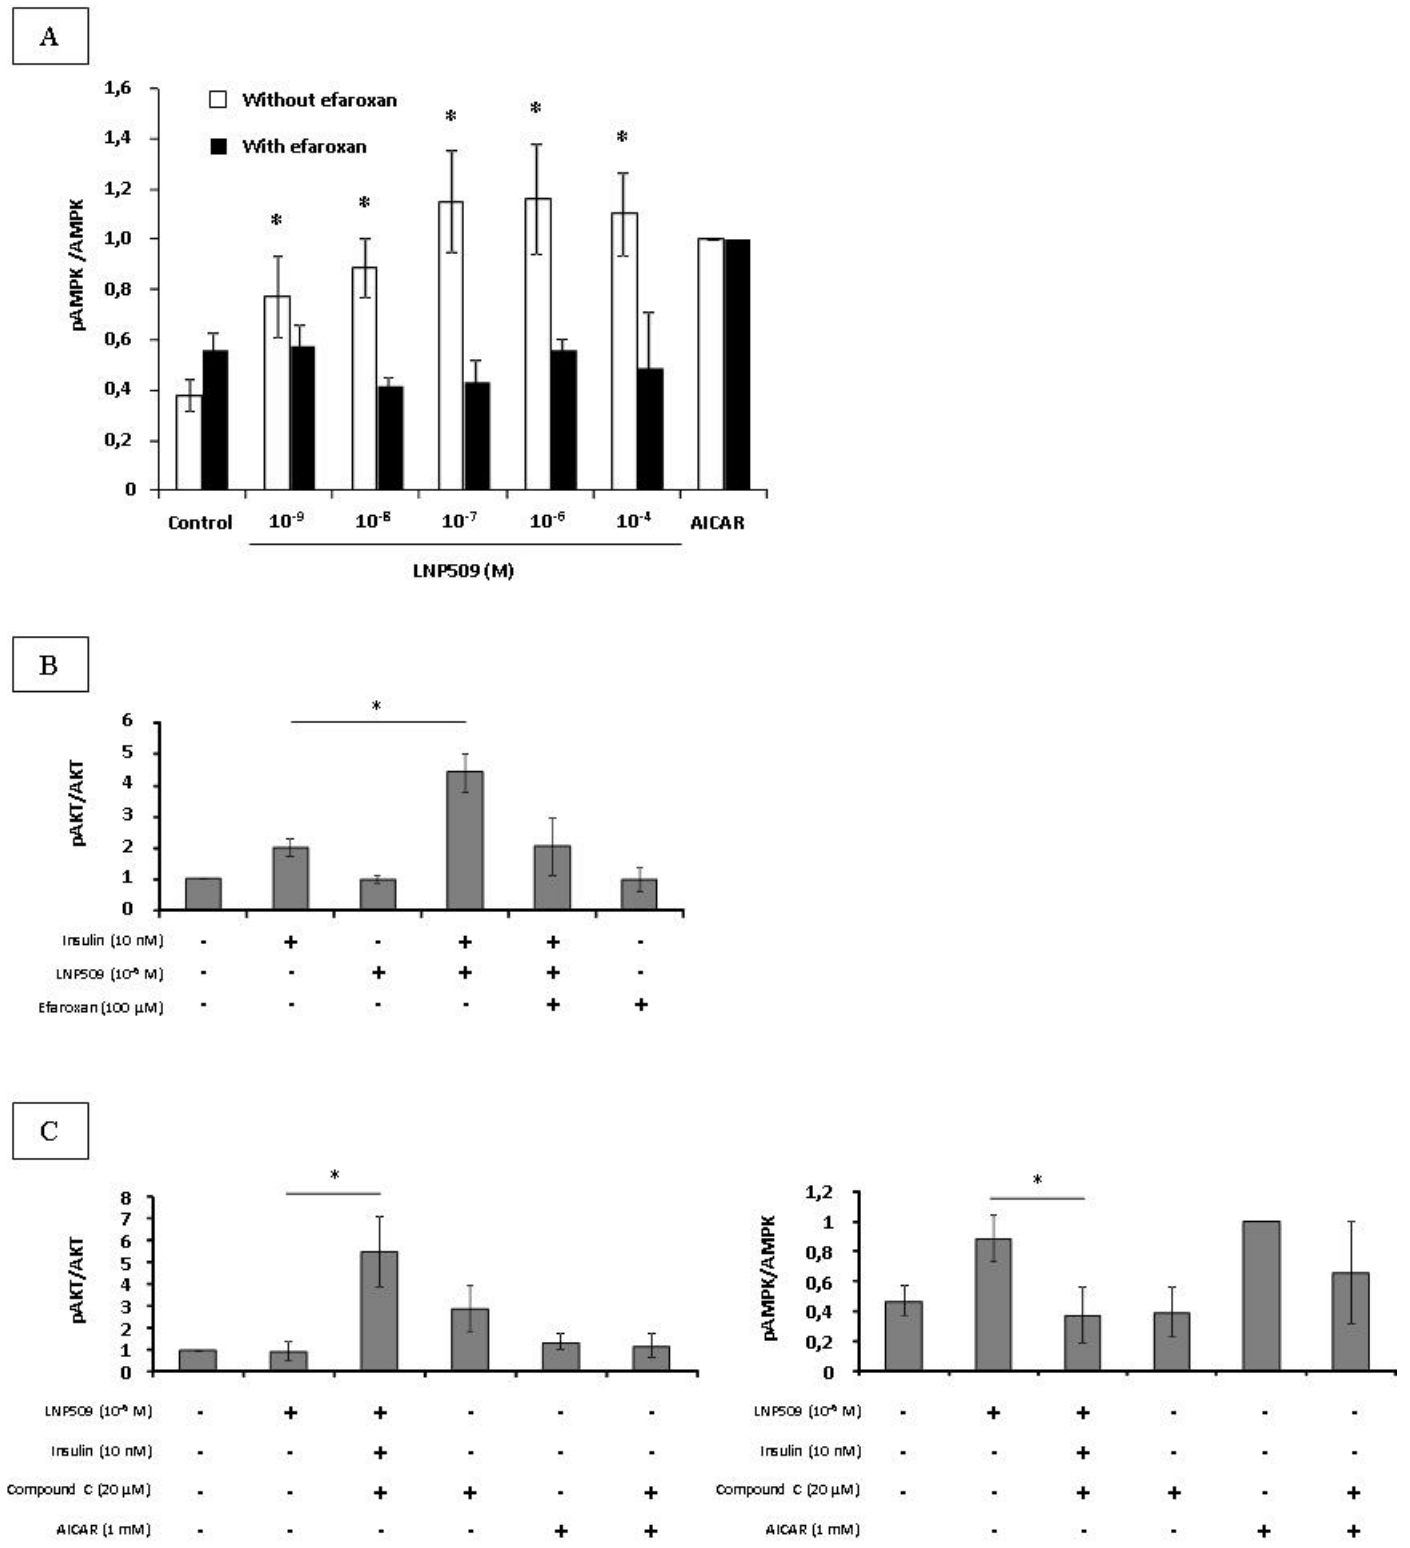 A
1,6
1,4
1,2
1,0
0,8
0,6
0,4
0,2
0
pAMPK /AMPK
Without efaroxan
With efaroxan
* * * * *
Control 10⁻⁹ 10⁻⁸ 10⁻⁷ 10⁻⁶ 10⁻⁴ AICAR
LNP509 (M)
B
6
5
4
3
2
1
0
pAKT/AKT
*
Insulin (10 nM) - + - + + -
LNP509 (10⁻⁶ M) - - + + + -
Efaroxan (100 µM) - - - - + +
C
8
7
6
5
4
3
2
1
0
pAKT/AKT
*
LNP509 (10⁻⁶ M) - + + - - -
Insulin (10 nM) - - + - - -
Compound C (20 µM) - - + + - +
AICAR (1 mM) - - - - + +
1,2
1
0,8
0,6
0,4
0,2
0
pAMPK/AMPK
*
LNP509 (10⁻⁶ M) - + + - - -
Insulin (10 nM) - - + - - -
Compound C (20 µM) - - + + - +
AICAR (1 mM) - - - + +